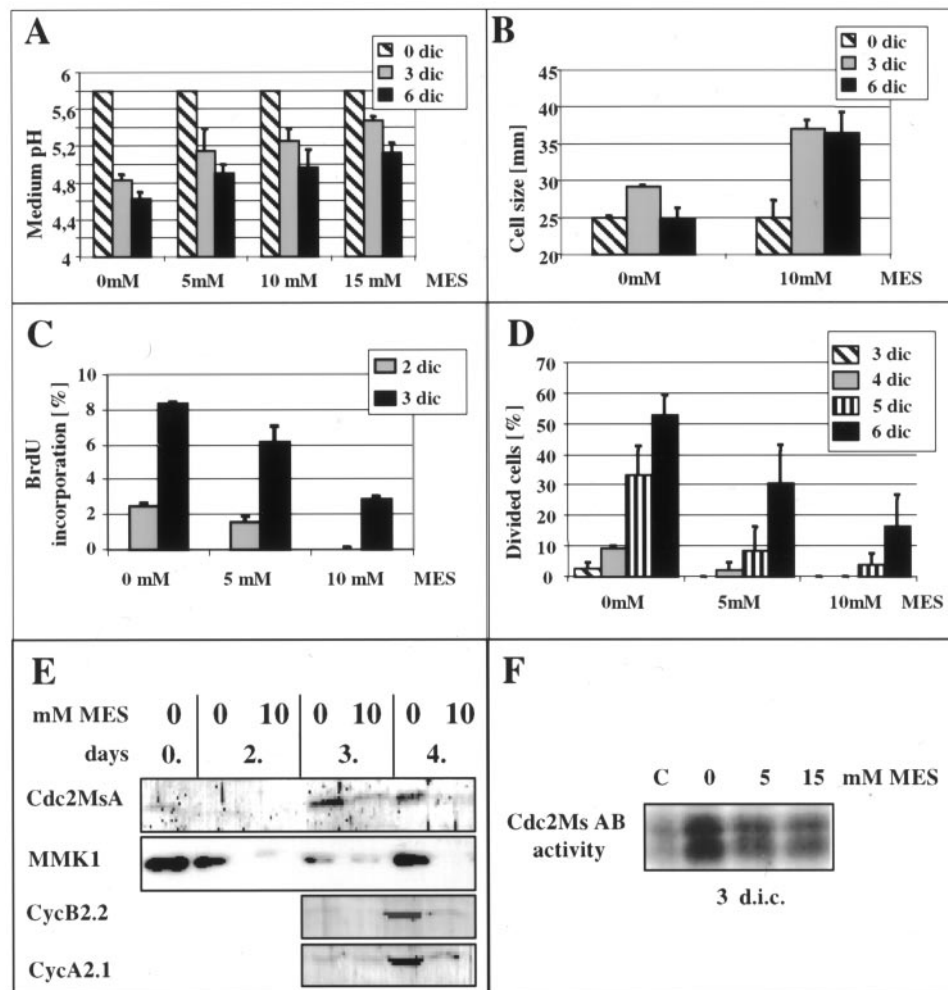 A
0 dic
3 dic
6 dic
Medium pH
6
5,6
5,2
4,8
4,4
4
0mM 5mM 10 mM 15 mM MES
B
0 dic
3 dic
6 dic
Cell size [mm]
45
40
35
30
25
20
0mM 10mM MES
C
2 dic
3 dic
BrdU
incorporation [%]
10
8
6
4
2
0
0 mM 5 mM 10 mM MES
D
3 dic
4 dic
5 dic
6 dic
Divided cells [%]
70
60
50
40
30
20
10
0
0mM 5mM 10mM MES
E
mM MES 0 0 10 0 10 0 10
days 0. 2. 3. 4.
Cdc2MsA
MMK1
CycB2.2
CycA2.1
F
C 0 5 15 mM MES
Cdc2Ms AB
activity
3 d.i.c.